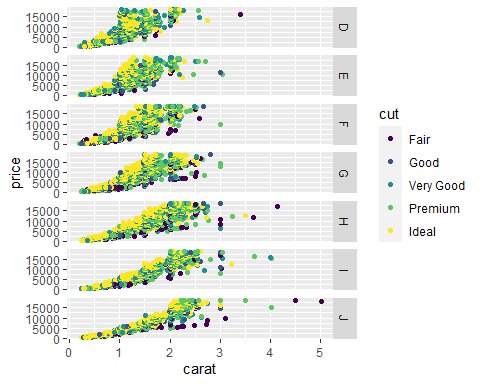 15000
10000
5000
0
D
15000
10000
5000
0
E
15000
10000
5000
0
F
15000
10000
5000
0
G
15000
10000
5000
0
H
15000
10000
5000
0
I
15000
10000
5000
0
J
price
0 1 2 3 4 5
carat
cut
Fair
Good
Very Good
Premium
Ideal